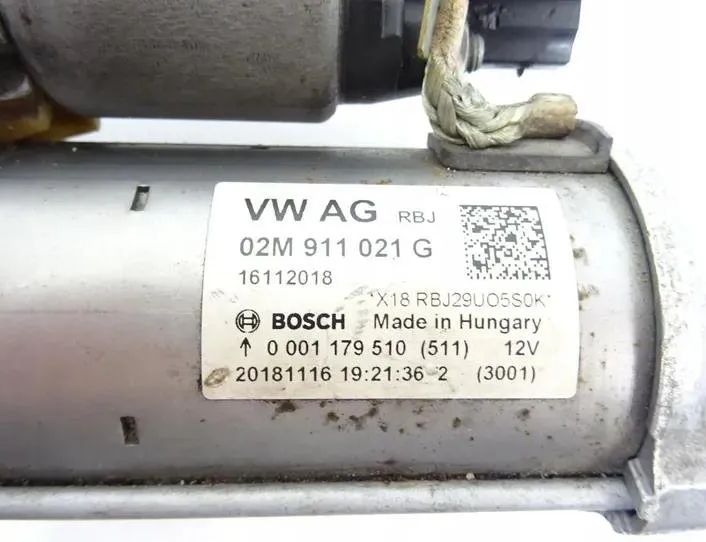 VW AG RBJ
02M 911 021 G
16112018
*X18 RBJ29U05S0K*
BOSCH Made in Hungary
↑ 0 001 179 510 (511) 12V
20181116 19:21:36 2 (3001)